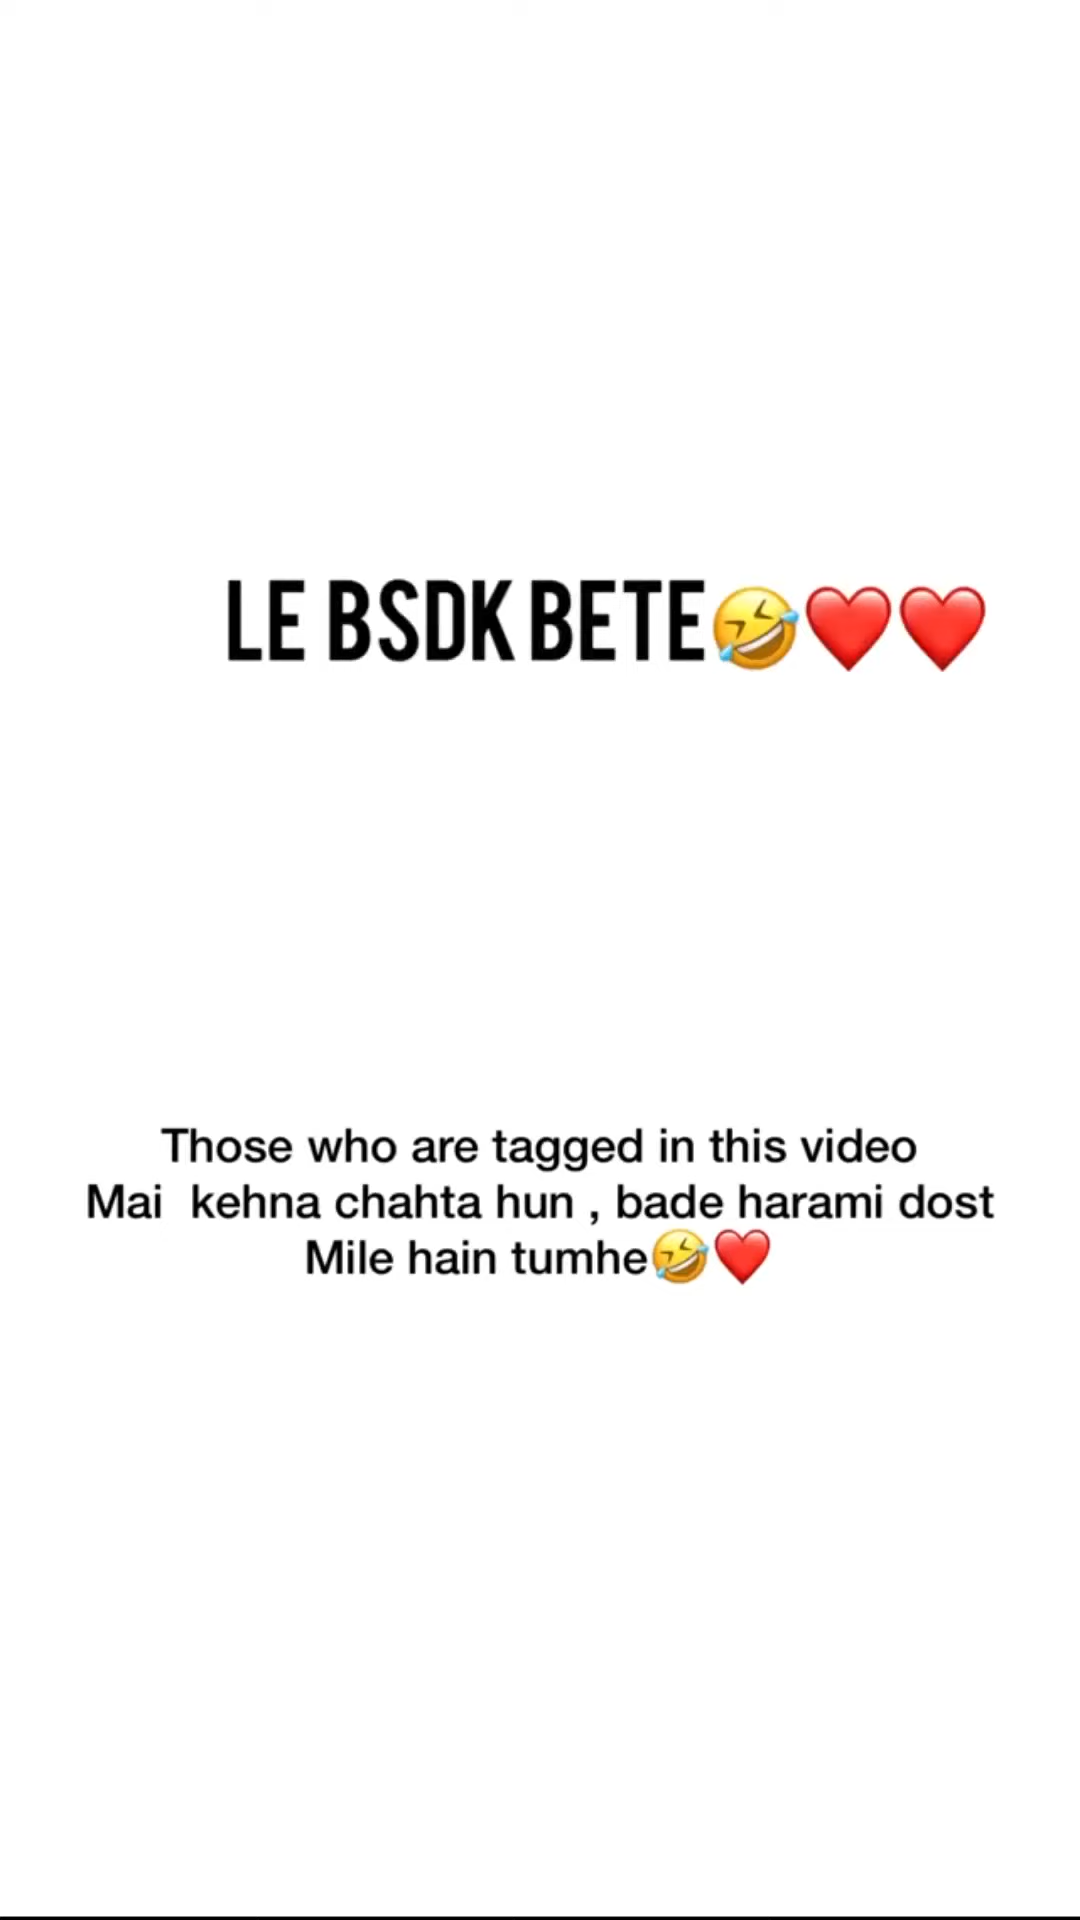 LE BSDK BETE🤣❤️❤️
Those who are tagged in this video
Mai  kehna chahta hun , bade harami dost
Mile hain tumhe🤣❤️